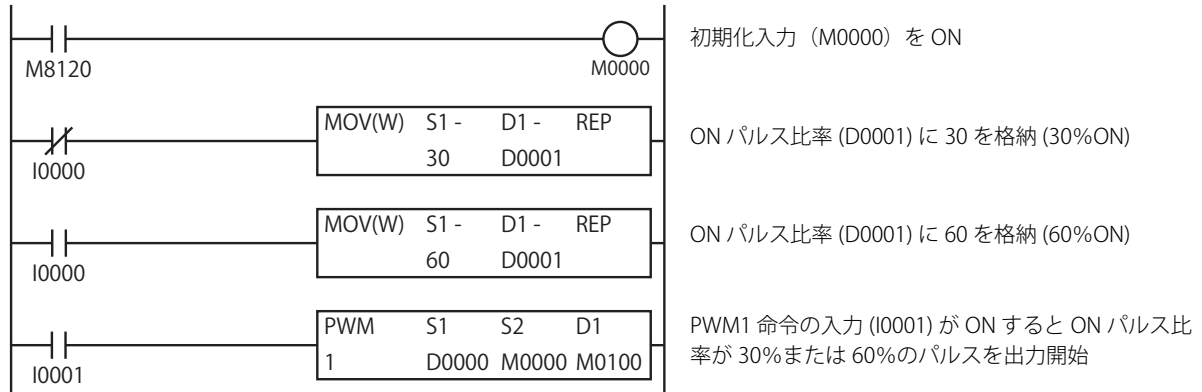 M8120
M0000
初期化入力(M0000)を ON
MOV(W) S1 - D1 - REP
30 D0001
I0000
ON パルス比率 (D0001) に 30 を格納 (30%ON)
MOV(W) S1 - D1 - REP
60 D0001
I0000
ON パルス比率 (D0001) に 60 を格納 (60%ON)
PWM S1 S2 D1
1 D0000 M0000 M0100
I0001
PWM1 命令の入力 (I0001) が ON すると ON パルス比
率が 30%または 60%のパルスを出力開始